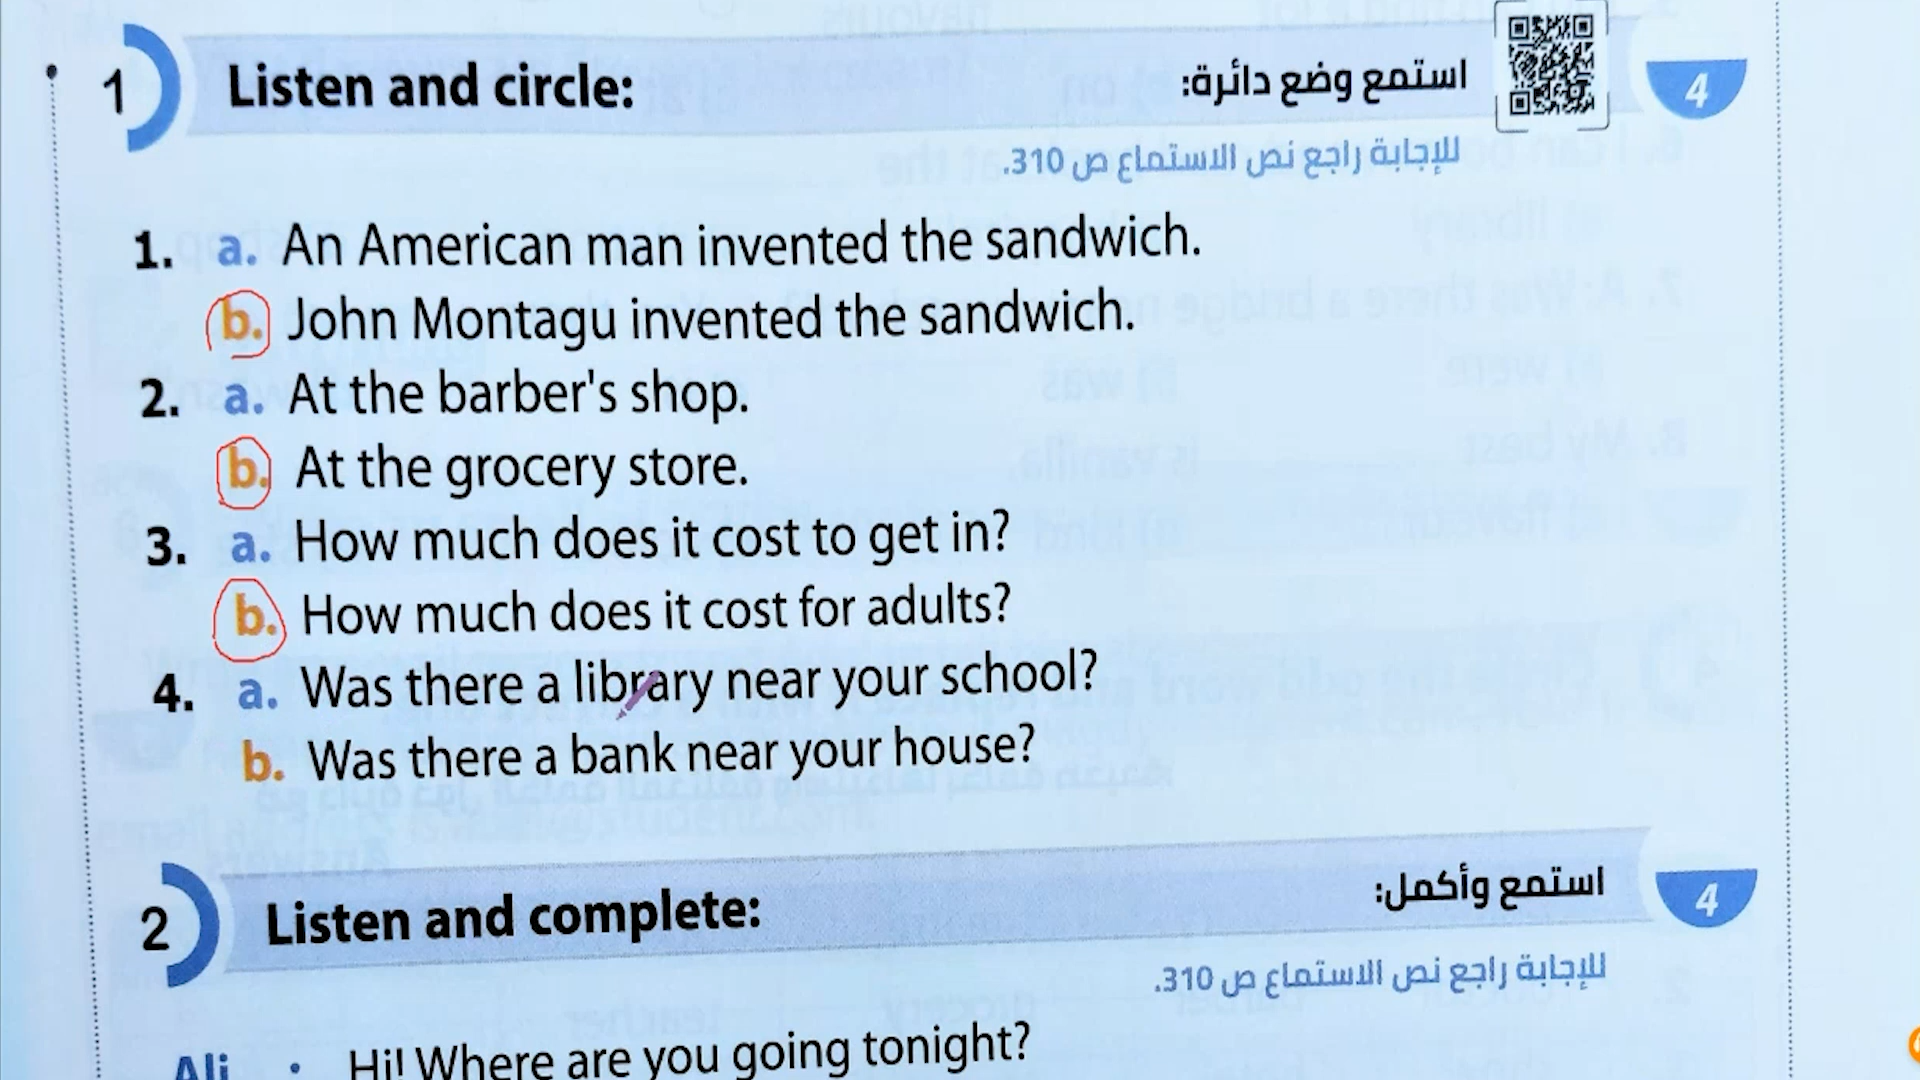 1 Listen and circle: استمع وضع دائرة: 4
للإجابة راجع نص الاستماع ص 310.
1. a. An American man invented the sandwich.
b. John Montagu invented the sandwich.
2. a. At the barber's shop.
b. At the grocery store.
3. a. How much does it cost to get in?
b. How much does it cost for adults?
4. a. Was there a library near your school?
b. Was there a bank near your house?
2 Listen and complete: استمع وأكمل: 4
للإجابة راجع نص الاستماع ص 310.
Ali : Hi! Where are you going tonight?